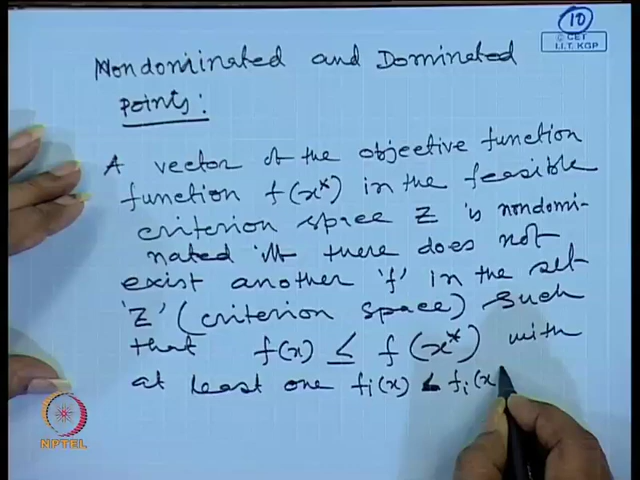 10
© CET
I.I.T. KGP
Nondominated and Dominated
points:
A vector of the objective function
function f(x*) in the feasible
criterion space Z is nondomi-
nated iff there does not
exist another 'f' in the set
'Z' (criterion space) such
that f(x) ≤ f(x*) with
at least one fi(x) < fi(x
NPTEL